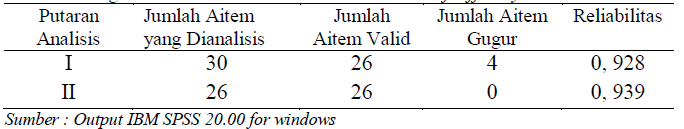 Putaran Analisis Jumlah Aitem yang Dianalisis Jumlah Aitem Valid Jumlah Aitem Gugur Reliabilitas
I 30 26 4 0, 928
II 26 26 0 0, 939
Sumber : Output IBM SPSS 20.00 for windows